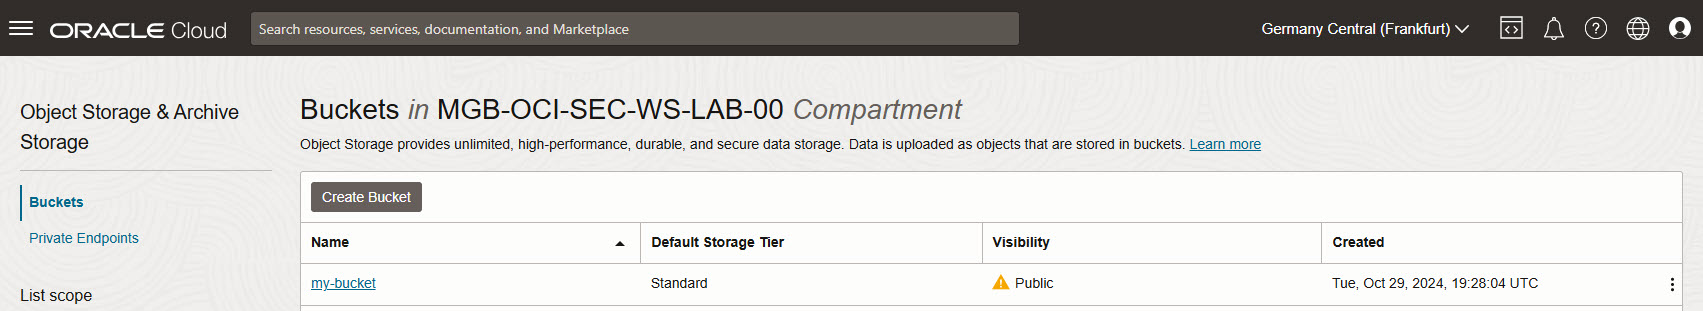 ORACLE Cloud
Search resources, services, documentation, and Marketplace
Germany Central (Frankfurt)
Object Storage & Archive
Storage
Buckets
Private Endpoints
List scope
Buckets in MGB-OCI-SEC-WS-LAB-00 Compartment
Object Storage provides unlimited, high-performance, durable, and secure data storage. Data is uploaded as objects that are stored in buckets. Learn more
Create Bucket
Name Default Storage Tier Visibility Created
my-bucket Standard Public Tue, Oct 29, 2024, 19:28:04 UTC